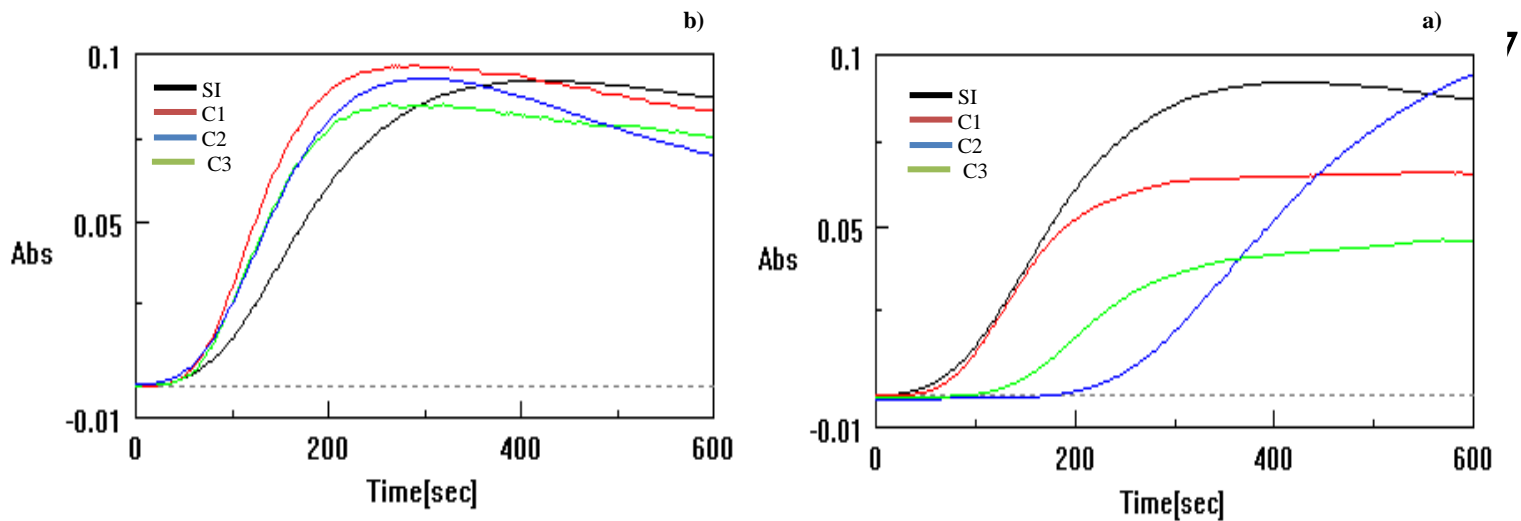 b)
0.1
SI
C1
C2
C3
0.05
Abs
-0.01
0
200
400
600
Time[sec]
a)
7
0.1
SI
C1
C2
C3
0.05
Abs
-0.01
0
200
400
600
Time[sec]